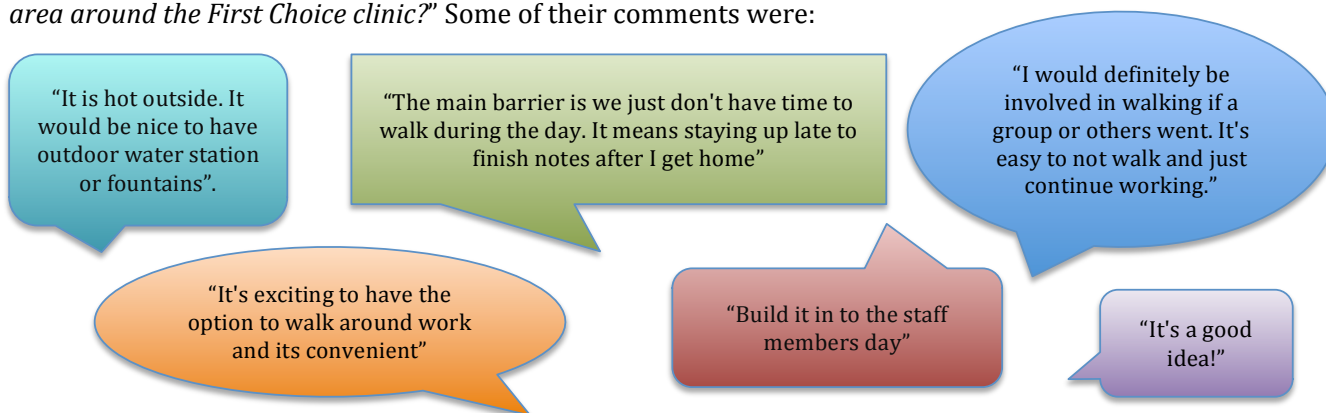 area around the First Choice clinic?” Some of their comments were:
“It is hot outside. It
would be nice to have
outdoor water station
or fountains”.
“The main barrier is we just don't have time to
walk during the day. It means staying up late to
finish notes after I get home”
“I would definitely be
involved in walking if a
group or others went. It's
easy to not walk and just
continue working.”
“It's exciting to have the
option to walk around work
and its convenient”
“Build it in to the staff
members day”
“It's a good
idea!”